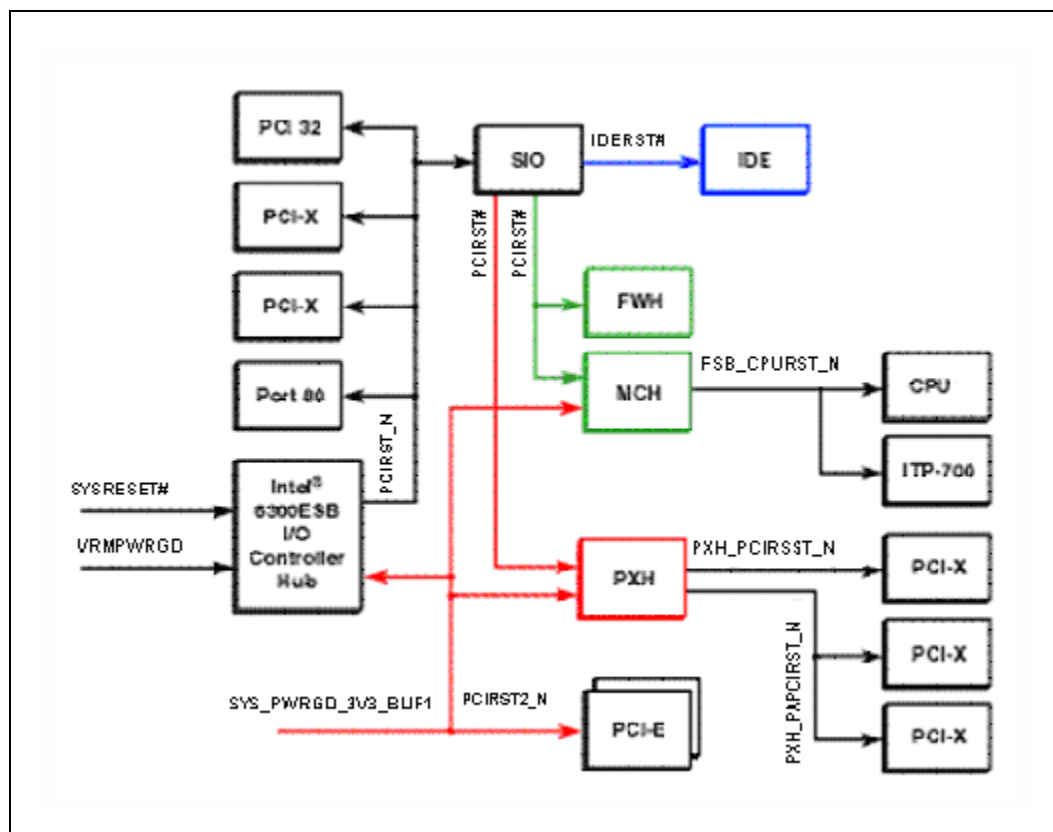 PCI 32
SIO
IDERST#
IDE
PCI-X
PCIRST#
PCIRST#
PCI-X
FWH
Port 80
MCH
FSB_CPURST_N
CPU
PCIRST_N
ITP-700
SYSRESET#
VRMPWRGD
Intel®
6300ESB
I/O
Controller
Hub
PXH
PXH_PCIRSST_N
PCI-X
PXH_PAPCIRST_N
PCI-X
SYS_PWRGD_3V3_BUF1
PCIRST2_N
PCI-E
PCI-X